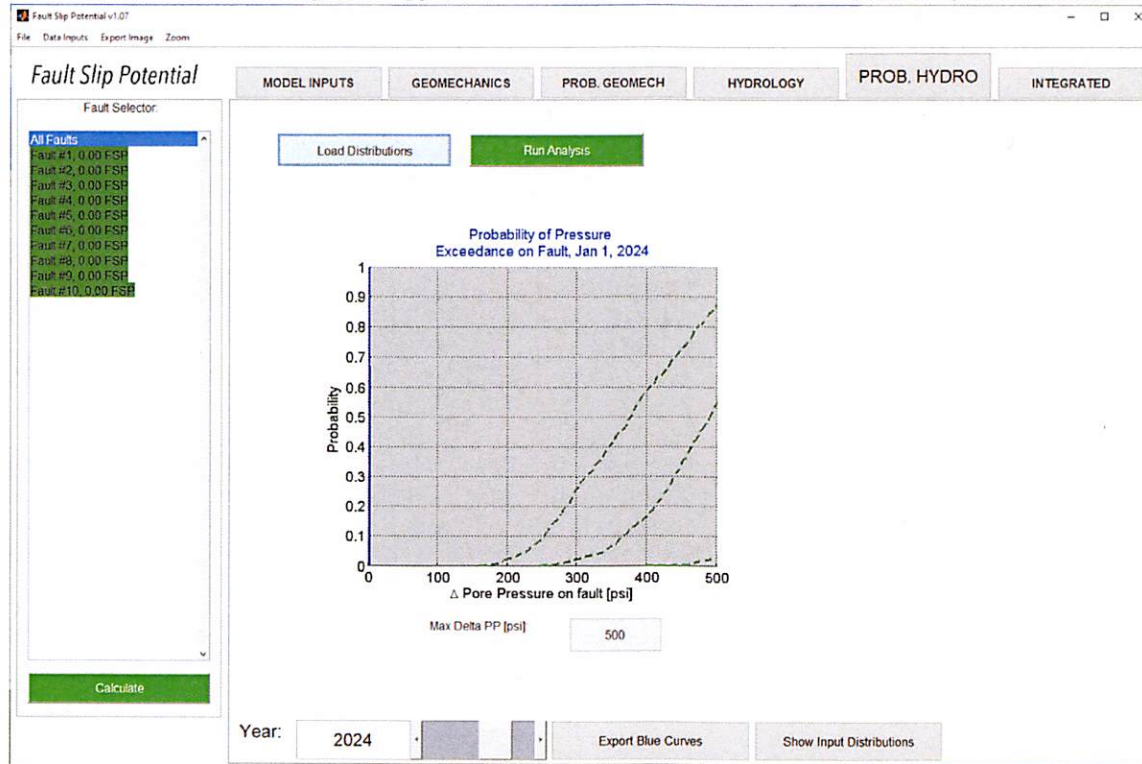 Fault Slip Potential v1.07
File Data Inputs Export Image Zoom
Fault Slip Potential
MODEL INPUTS
GEOMECHANICS
PROB. GEOMECH
HYDROLOGY
PROB. HYDRO
INTEGRATED
Fault Selector:
All Faults
Fault #1, 0.00 FSP
Fault #2, 0.00 FSP
Fault #3, 0.00 FSP
Fault #4, 0.00 FSP
Fault #5, 0.00 FSP
Fault #6, 0.00 FSP
Fault #7, 0.00 FSP
Fault #8, 0.00 FSP
Fault #9, 0.00 FSP
Fault #10, 0.00 FSP
Calculate
Load Distributions
Run Analysis
Probability of Pressure
Exceedance on Fault, Jan 1, 2024
Probability
1
0.9
0.8
0.7
0.6
0.5
0.4
0.3
0.2
0.1
0
0 100 200 300 400 500
Δ Pore Pressure on fault [psi]
Max Delta PP [psi]
500
Year:
2024
Export Blue Curves
Show Input Distributions